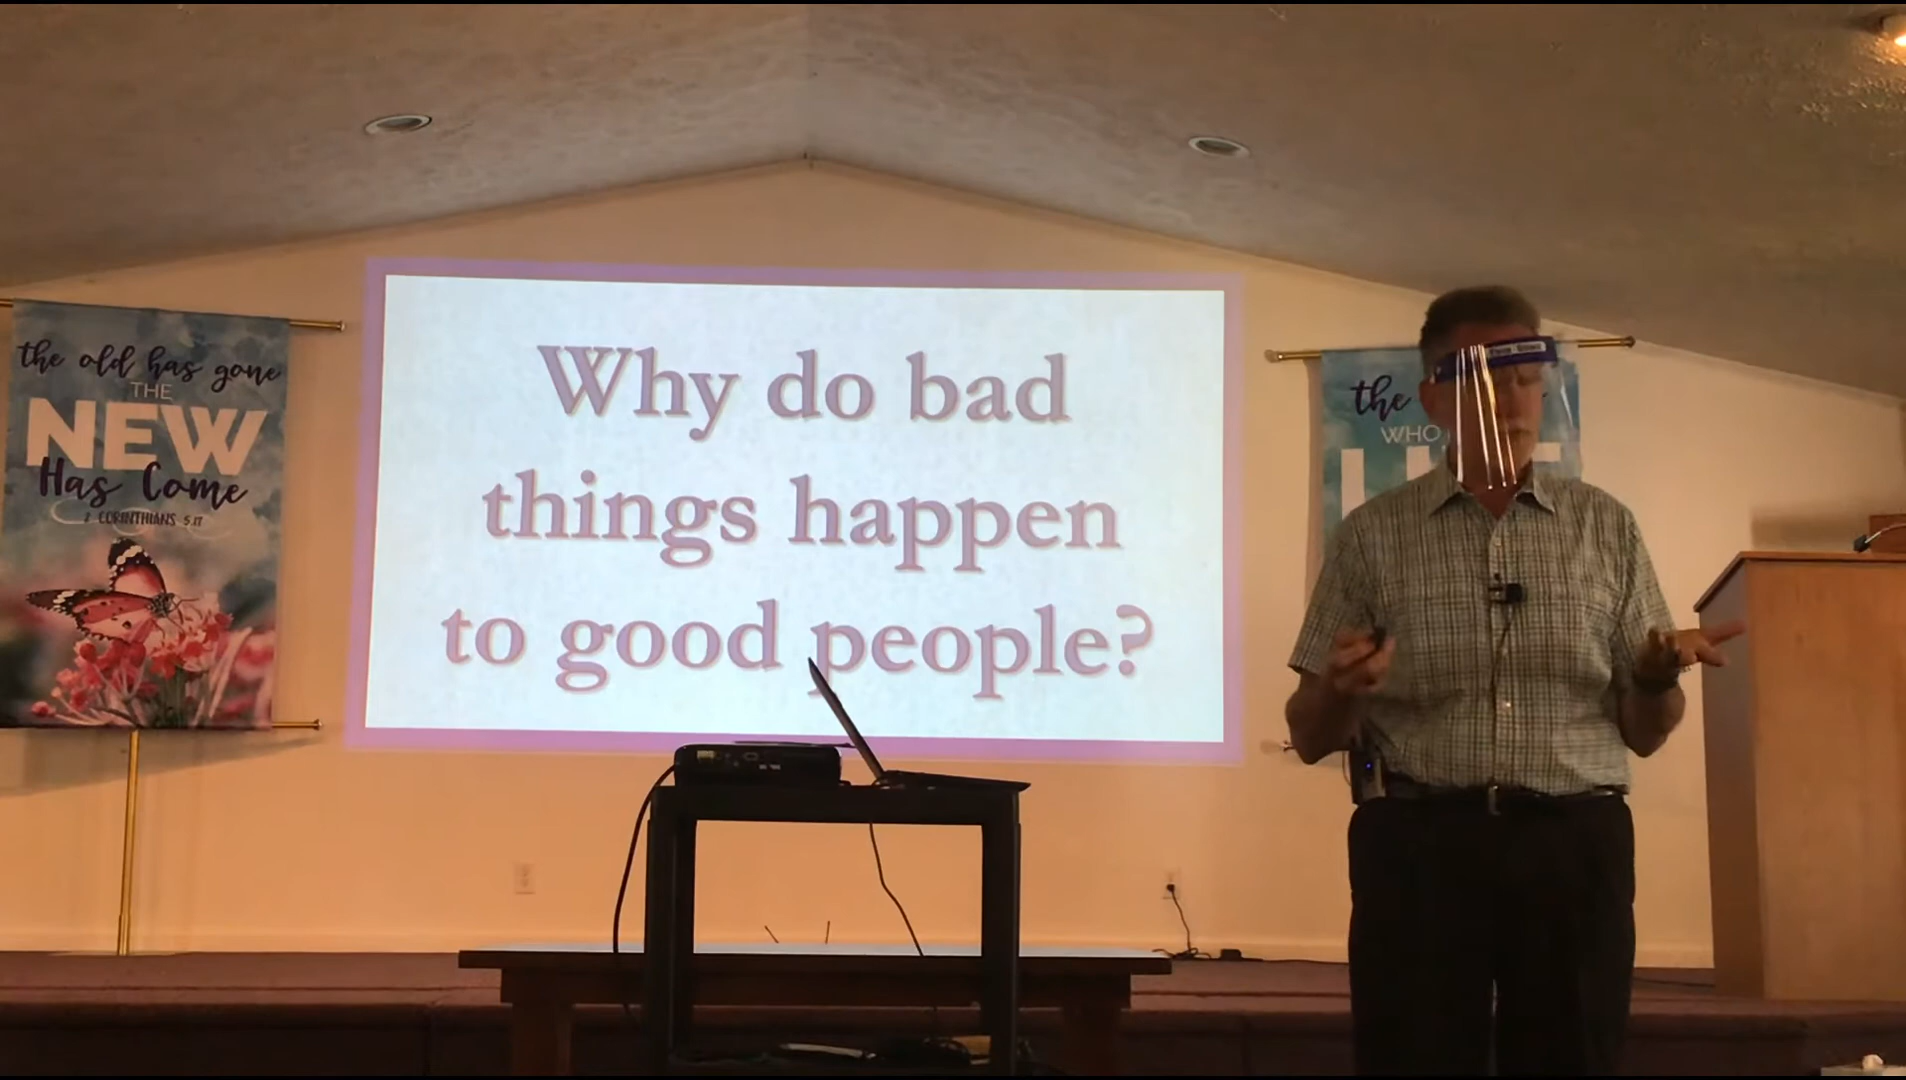 Why do bad
things happen
to good people?
the old has gone
THE
NEW
Has Come
2 CORINTHIANS 5:17
the
WHO